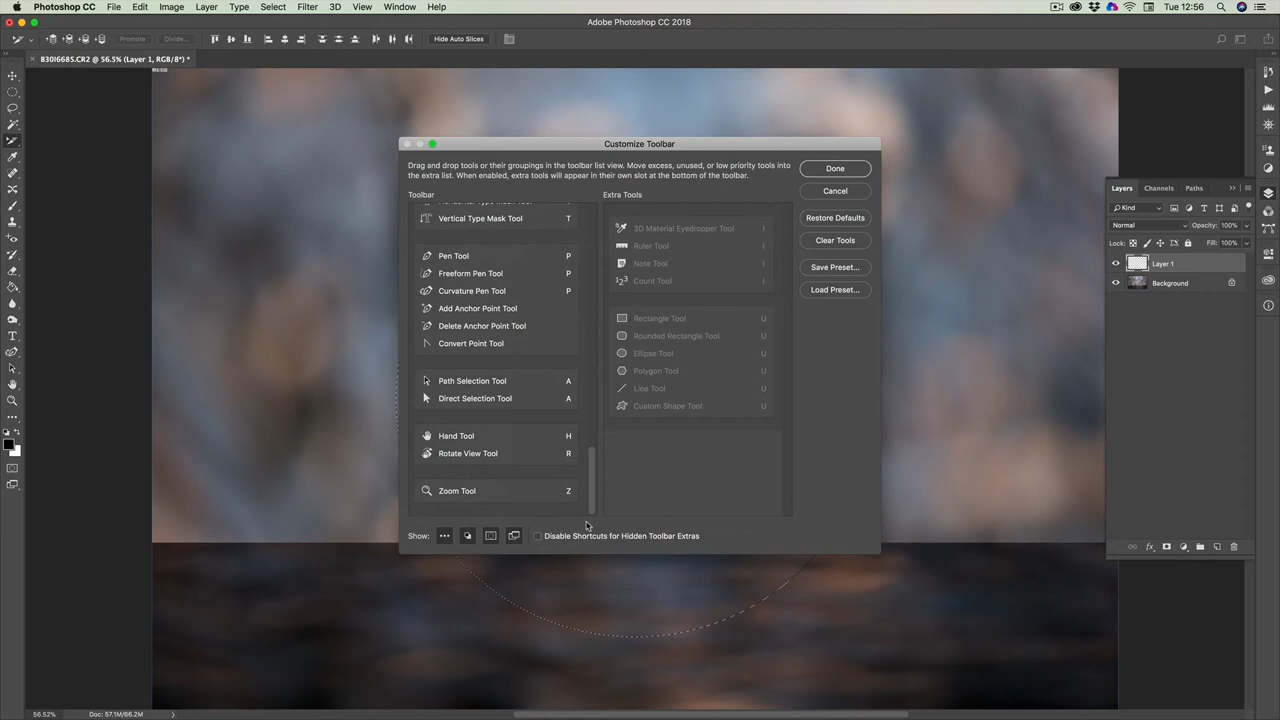 Photoshop CC File Edit Image Layer Type Select Filter 3D View Window Help Tue 12:56
Adobe Photoshop CC 2018
Promote Divide... Hide Auto Slices
B30I6685.CR2 @ 56.5% (Layer 1, RGB/8*) *
Customize Toolbar
Drag and drop tools or their groupings in the toolbar list view. Move excess, unused, or low priority tools into
the extra list. When enabled, extra tools will appear in their own slot at the bottom of the toolbar.
Done
Cancel
Restore Defaults
Clear Tools
Save Preset...
Load Preset...
Toolbar
Vertical Type Mask Tool T
Pen Tool P
Freeform Pen Tool P
Curvature Pen Tool P
Add Anchor Point Tool
Delete Anchor Point Tool
Convert Point Tool
Path Selection Tool A
Direct Selection Tool A
Hand Tool H
Rotate View Tool R
Zoom Tool Z
Extra Tools
3D Material Eyedropper Tool I
Ruler Tool I
Note Tool I
Count Tool I
Rectangle Tool U
Rounded Rectangle Tool U
Ellipse Tool U
Polygon Tool U
Line Tool U
Custom Shape Tool U
Show: Disable Shortcuts for Hidden Toolbar Extras
Layers Channels Paths
Kind
Normal Opacity: 100%
Lock: Fill: 100%
Layer 1
Background
56.52% Doc: 57.1M/66.2M